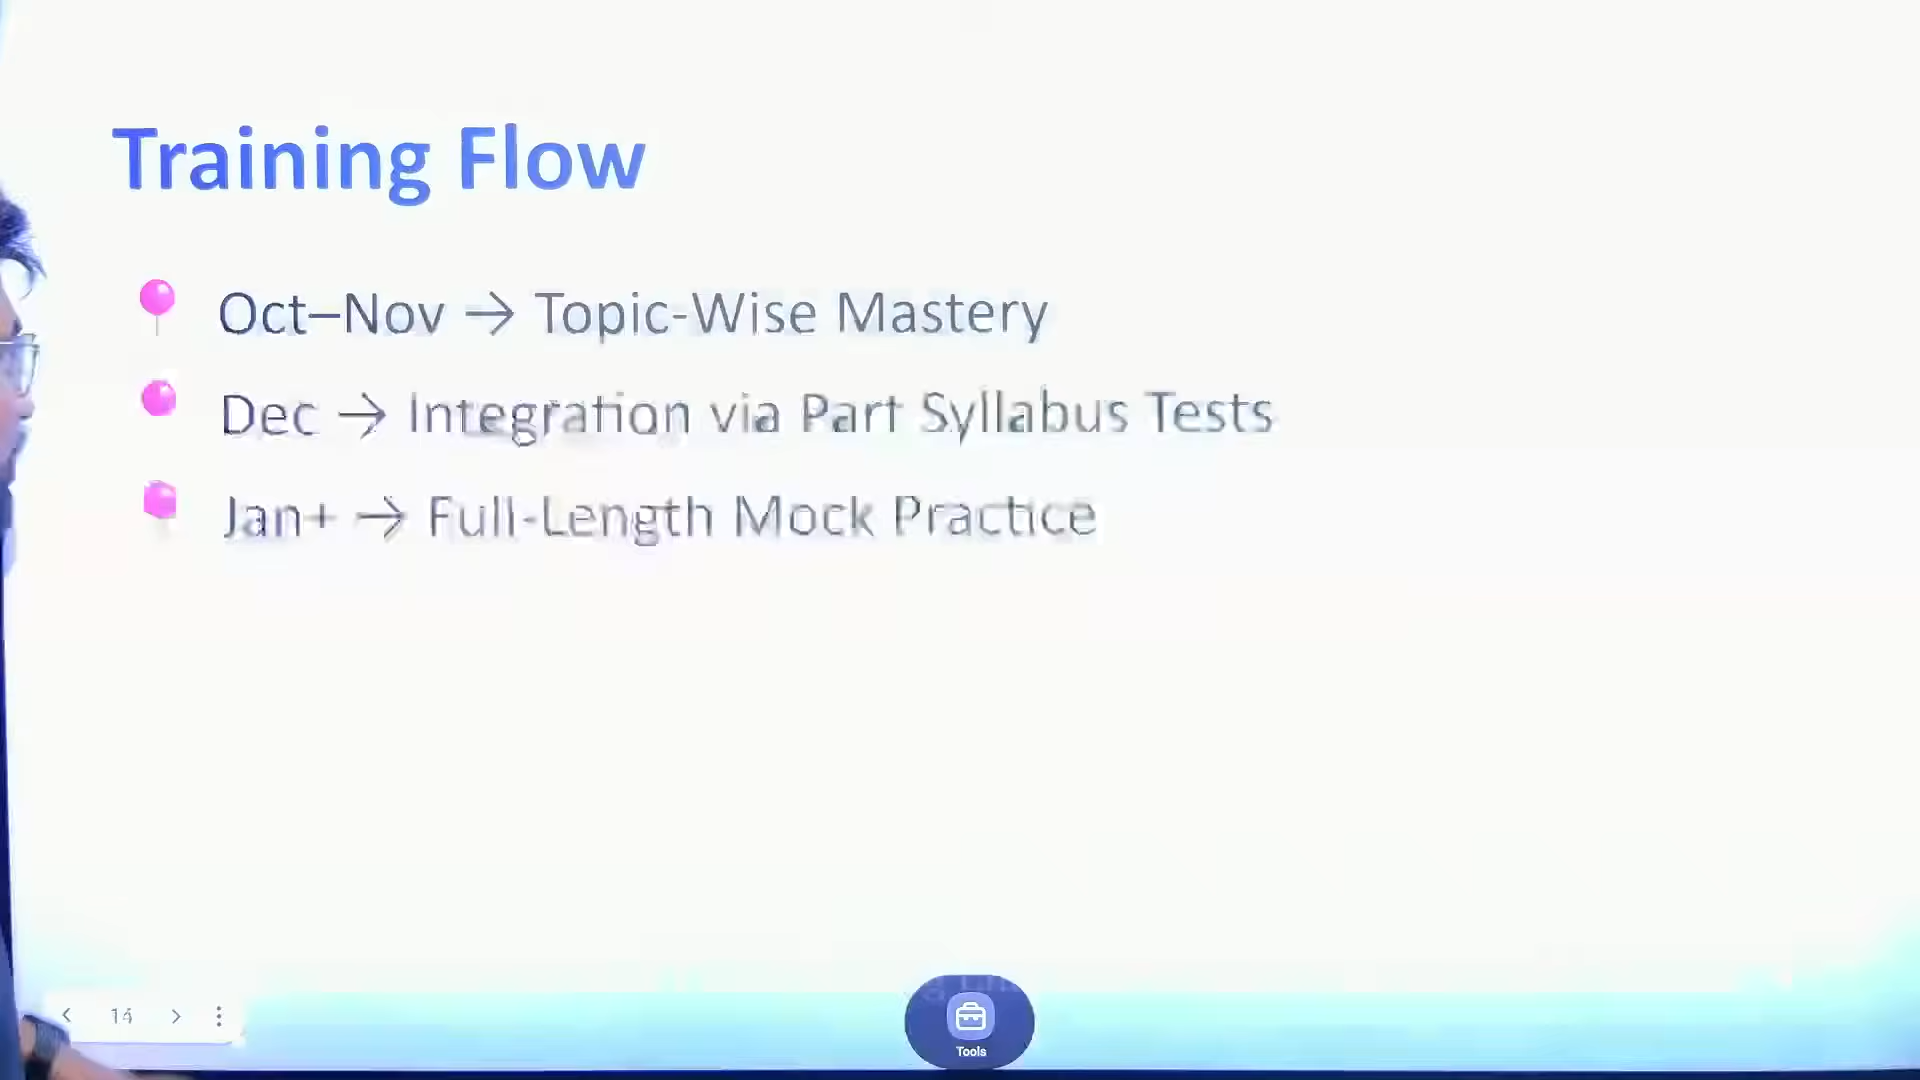 Training Flow
Oct–Nov → Topic-Wise Mastery
Dec → Integration via Part Syllabus Tests
Jan+ → Full-Length Mock Practice
14
Tools